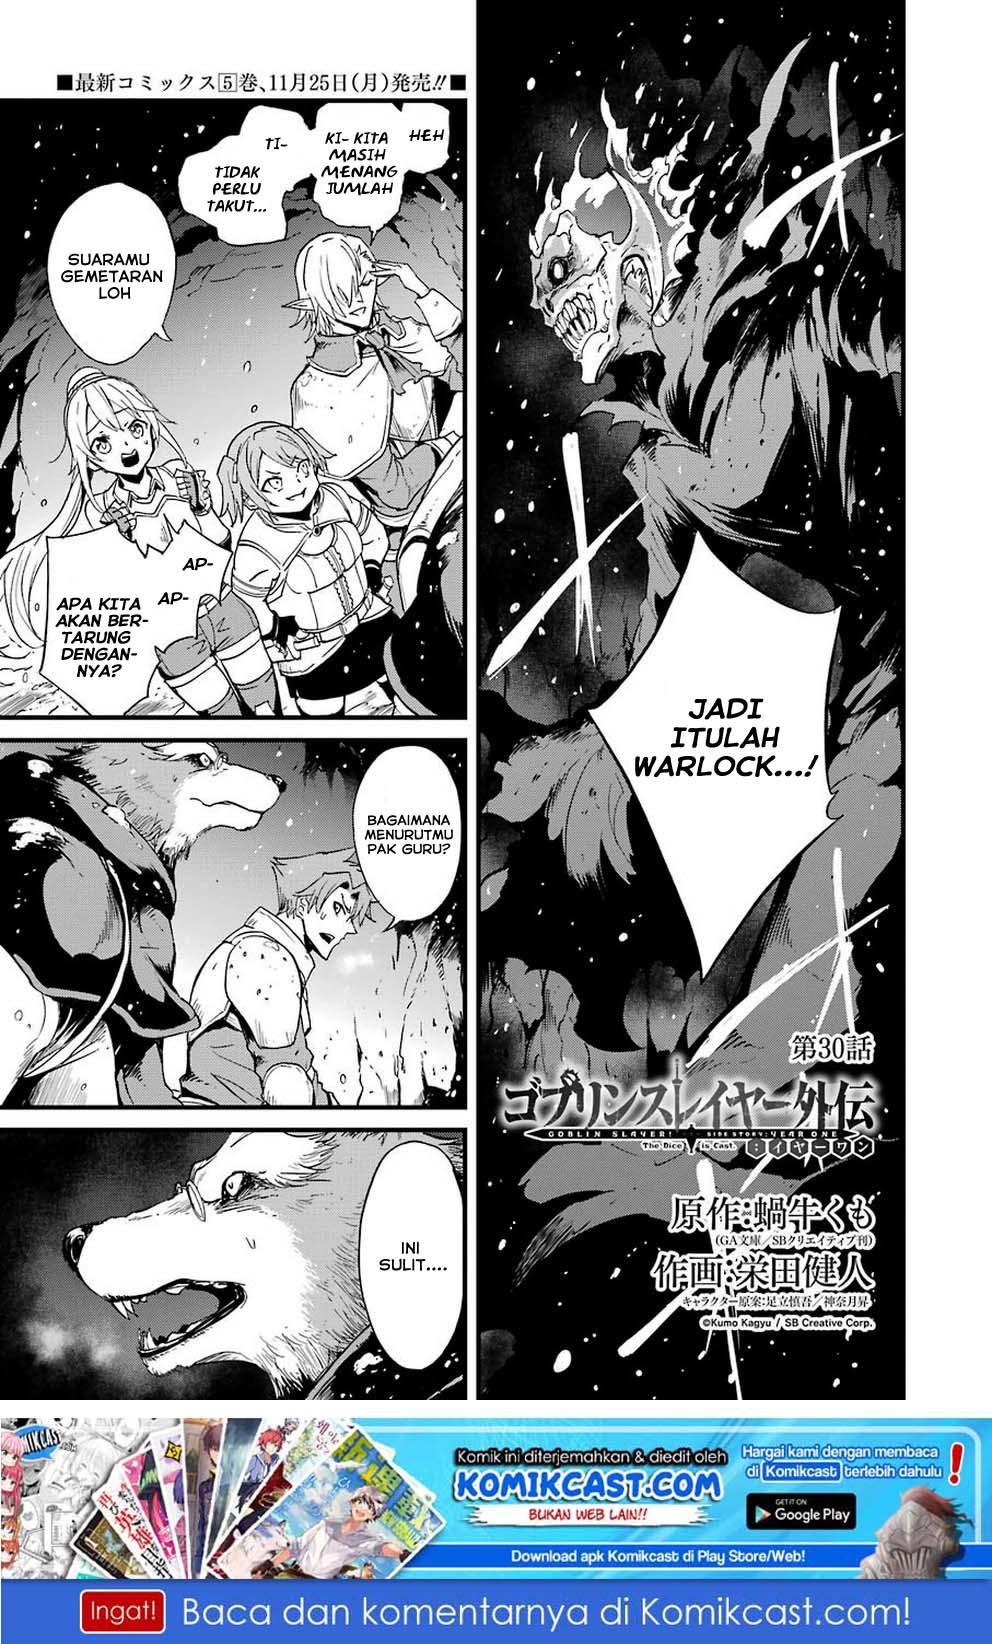 ■最新コミックス5巻、11月25日(月)発売!!■
JADI
ITULAH
WARLOCK...!
第30話
ゴブリンスレイヤー外伝
GOBLIN SLAYER! SIDE STORY: YEAR ONE
The Dice is Cast.
:イヤーワン
原作:蝸牛くも
(GA文庫/SBクリエイティブ刊)
作画:栄田健人
キャラクター原案:足立慎吾/神奈月昇
©Kumo Kagyu / SB Creative Corp.
HEH
KI- KITA
MASIH
MENANG
JUMLAH
TI-
TIDAK
PERLU
TAKUT...
SUARAMU
GEMETARAN
LOH
AP-
AP-
APA KITA
AKAN BER-
TARUNG
DENGAN-
NYA?
BAGAIMANA
MENURUTMU
PAK GURU?
INI
SULIT....
Komik ini diterjemahkan & diedit oleh
KOMIKCAST.COM
BUKAN WEB LAIN!!
Hargai kami dengan membaca
di Komikcast terlebih dahulu !
GET IT ON
Google Play
Download apk Komikcast di Play Store/Web!
Ingat! Baca dan komentarnya di Komikcast.com!